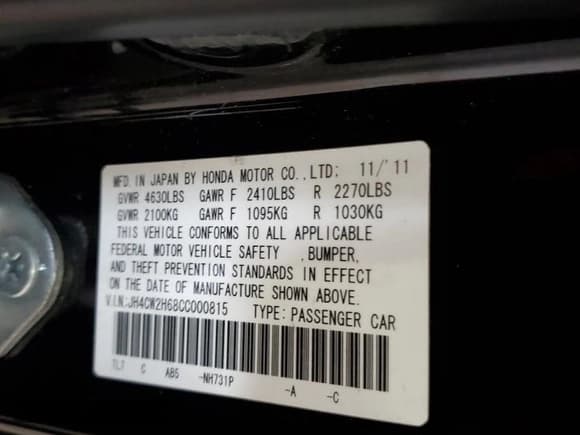 MFD. IN JAPAN BY HONDA MOTOR CO.,LTD; 11/'11
GVWR 4630LBS GAWR F 2410LBS R 2270LBS
GVWR 2100KG GAWR F 1095KG R 1030KG
THIS VEHICLE CONFORMS TO ALL APPLICABLE
FEDERAL MOTOR VEHICLE SAFETY ,BUMPER,
AND THEFT PREVENTION STANDARDS IN EFFECT
ON THE DATE OF MANUFACTURE SHOWN ABOVE.
V.I.N:JH4CW2H68CC000815 TYPE: PASSENGER CAR
TL7 C AB5 -NH731P -A -C